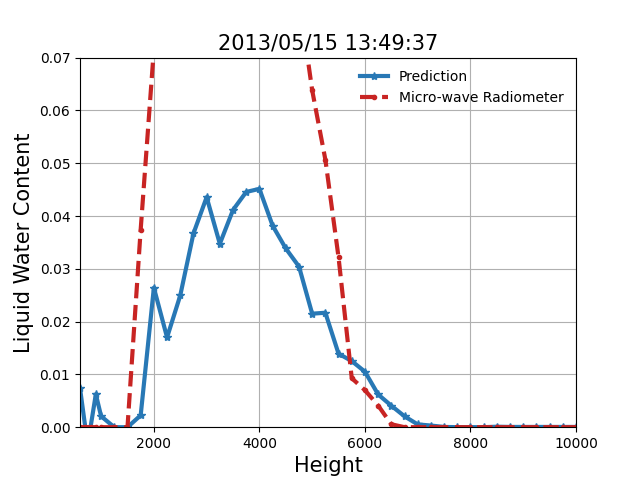 2013/05/15 13:49:37
0.07
0.06
0.05
0.04
0.03
0.02
0.01
0.00
Liquid Water Content
Prediction
Micro-wave Radiometer
2000 4000 6000 8000 10000
Height